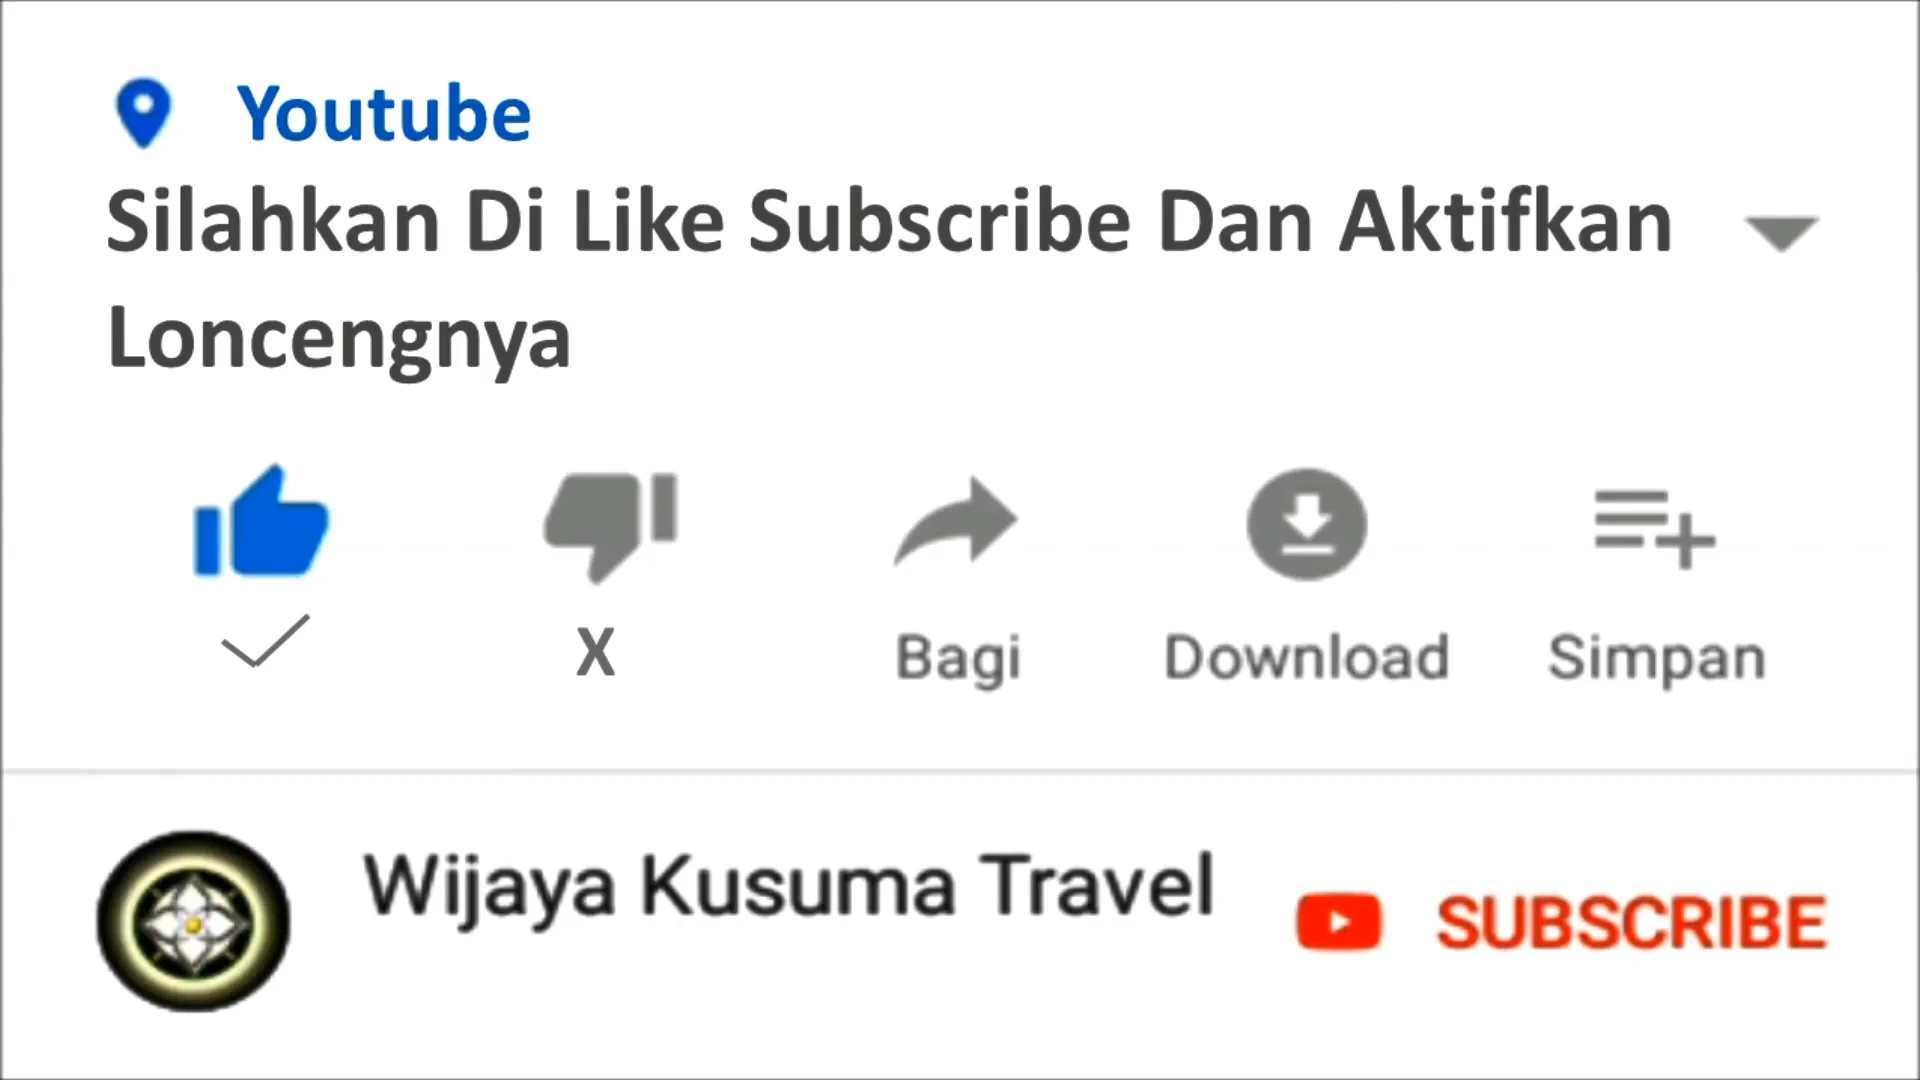 Youtube
Silahkan Di Like Subscribe Dan Aktifkan
Loncengnya
X
Bagi
Download
Simpan
Wijaya Kusuma Travel
SUBSCRIBE